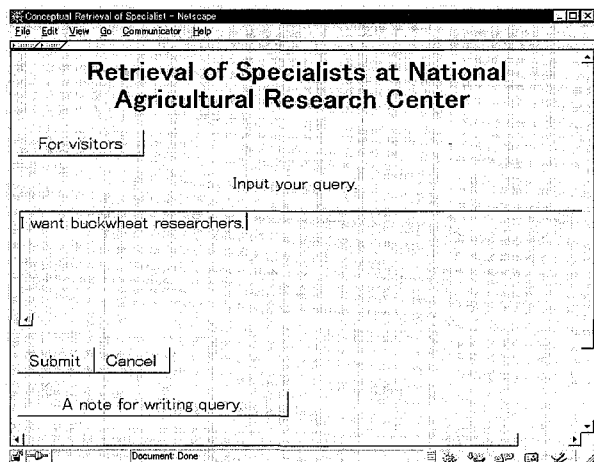 Conceptual Retrieval of Specialist - Netscape
File Edit View Go Communicator Help
Retrieval of Specialists at National
Agricultural Research Center
For visitors
Input your query.
I want buckwheat researchers.
Submit Cancel
A note for writing query.
Document: Done